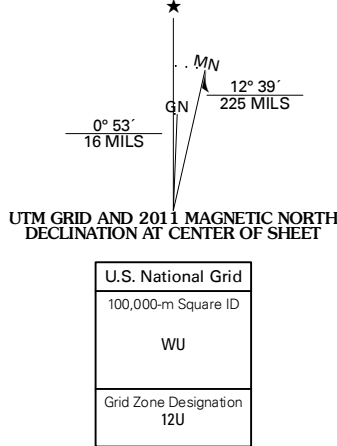 ★
MN
12° 39´
225 MILS
GN
0° 53´
16 MILS
UTM GRID AND 2011 MAGNETIC NORTH
DECLINATION AT CENTER OF SHEET
U.S. National Grid
100,000-m Square ID
WU
Grid Zone Designation
12U